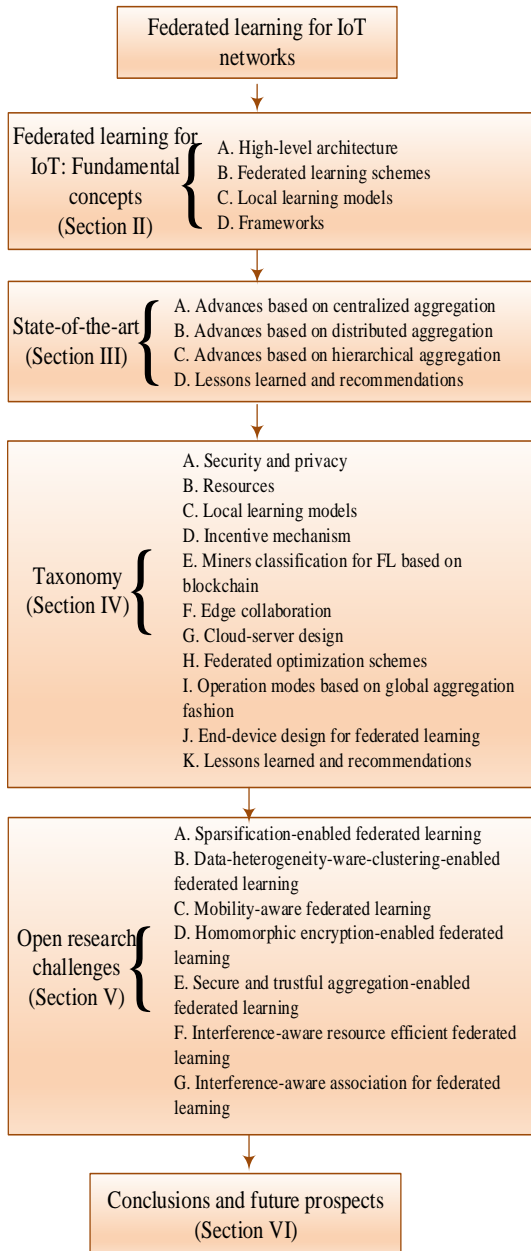 Federated learning for IoT
networks
Federated learning for
IoT: Fundamental
concepts
(Section II)
A. High-level architecture
B. Federated learning schemes
C. Local learning models
D. Frameworks
State-of-the-art
(Section III)
A. Advances based on centralized aggregation
B. Advances based on distributed aggregation
C. Advances based on hierarchical aggregation
D. Lessons learned and recommendations
Taxonomy
(Section IV)
A. Security and privacy
B. Resources
C. Local learning models
D. Incentive mechanism
E. Miners classification for FL based on
blockchain
F. Edge collaboration
G. Cloud-server design
H. Federated optimization schemes
I. Operation modes based on global aggregation
fashion
J. End-device design for federated learning
K. Lessons learned and recommendations
Open research
challenges
(Section V)
A. Sparsification-enabled federated learning
B. Data-heterogeneity-ware-clustering-enabled
federated learning
C. Mobility-aware federated learning
D. Homomorphic encryption-enabled federated
learning
E. Secure and trustful aggregation-enabled
federated learning
F. Interference-aware resource efficient federated
learning
G. Interference-aware association for federated
learning
Conclusions and future prospects
(Section VI)